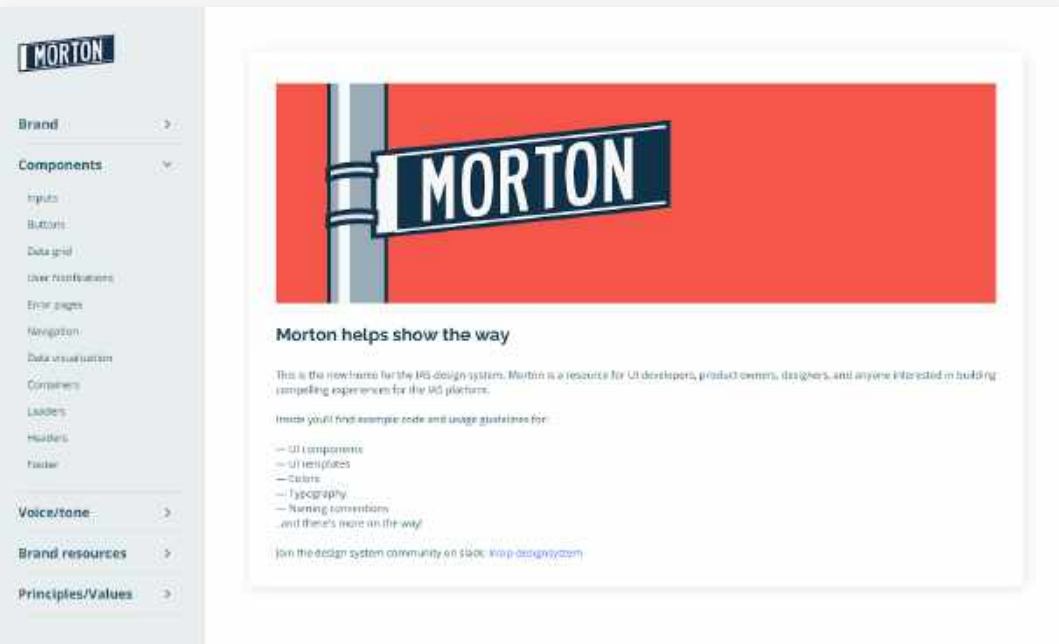 MORTON
Brand
Components
Inputs
Buttons
Data grid
User Notifications
Error pages
Navigation
Data visualisation
Containers
Loaders
Headers
Footer
Voice/tone
Brand resources
Principles/Values
MORTON
Morton helps show the way
This is the new home for the IAS design system. Morton is a resource for UI developers, product owners, designers, and anyone interested in building
compelling experiences for the IAS platform.
Inside you'll find example code and usage guidelines for:
— UI components
— UI templates
— Colors
— Typography
— Naming conventions
...and there's more on the way!
Join the design system community on slack: